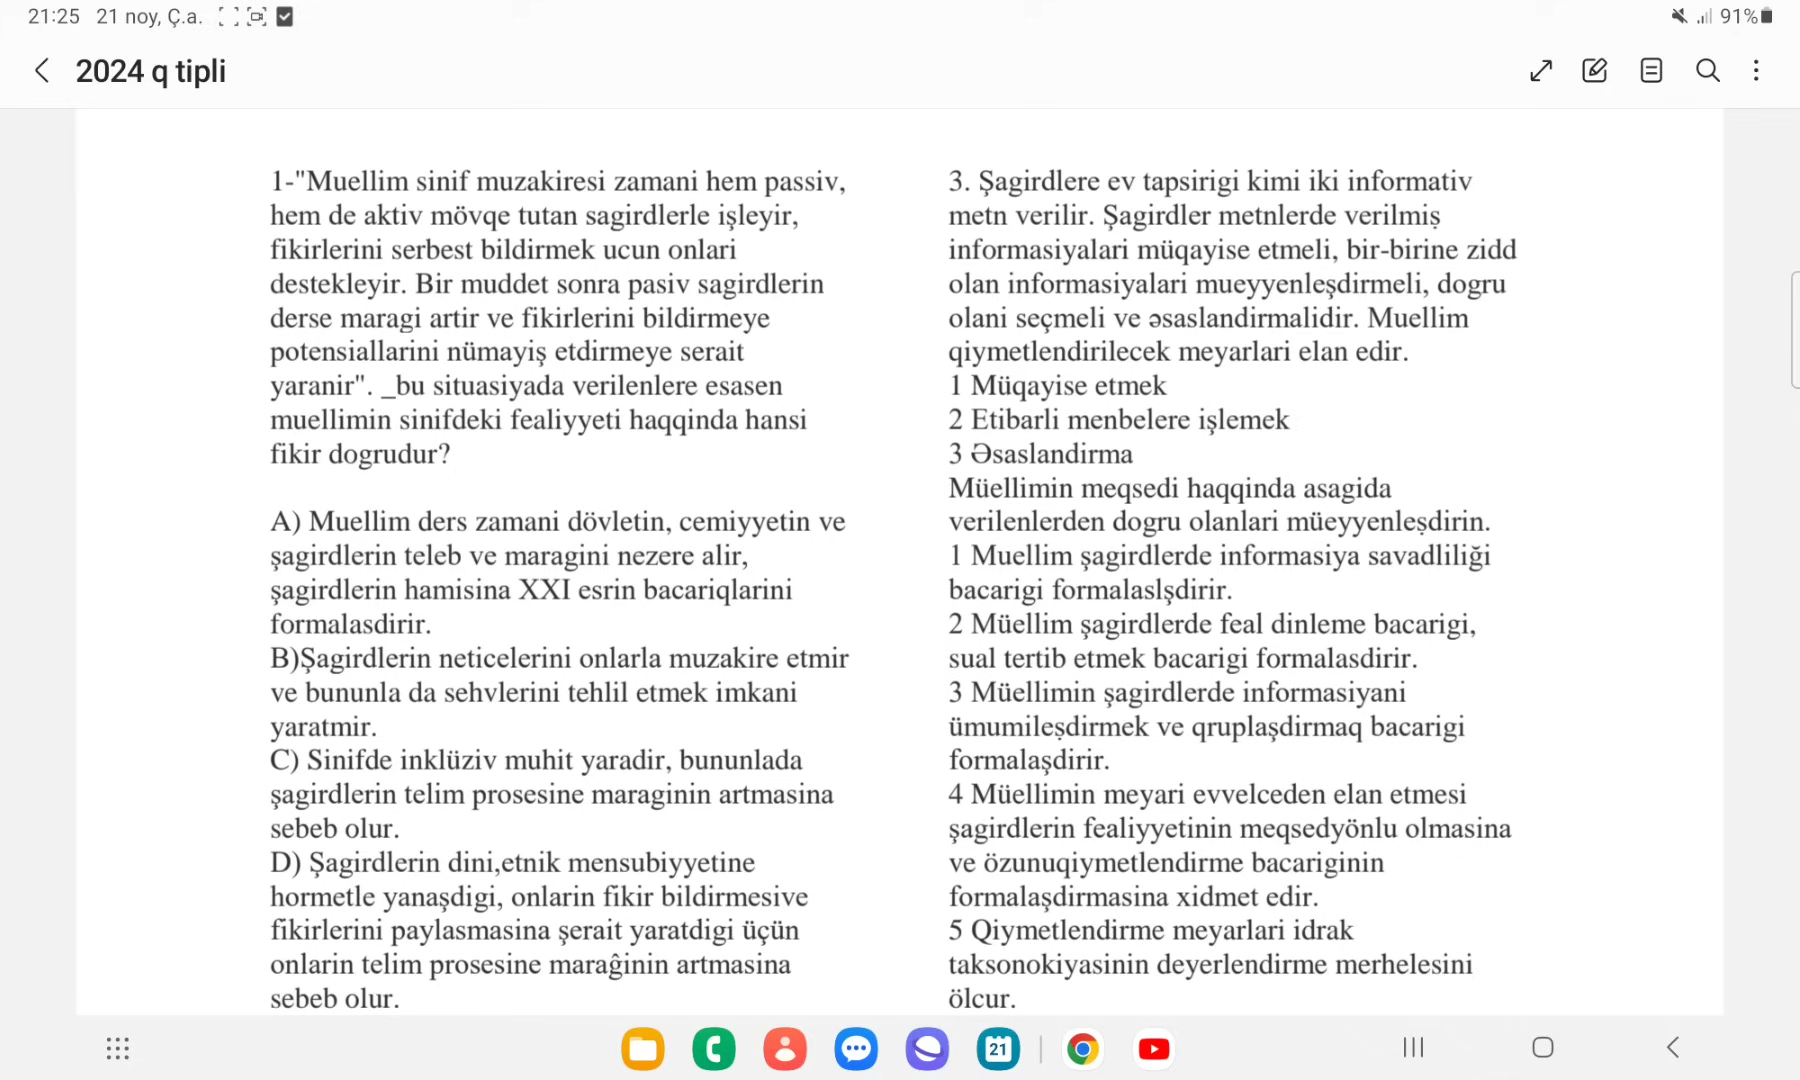 21:25 21 noy, Ç.a.
91%
2024 q tipli
1-"Muellim sinif muzakiresi zamani hem passiv,
hem de aktiv mövqe tutan sagirdlerle işleyir,
fikirlerini serbest bildirmek ucun onlari
destekleyir. Bir muddet sonra pasiv sagirdlerin
derse maragi artir ve fikirlerini bildirmeye
potensiallarini nümayiş etdirmeye serait
yaranir". _bu situasiyada verilenlere esasen
muellimin sinifdeki fealiyyeti haqqinda hansi
fikir dogrudur?
A) Muellim ders zamani dövletin, cemiyyetin ve
şagirdlerin teleb ve maragini nezere alir,
şagirdlerin hamisina XXI esrin bacariqlarini
formalasdirir.
B)Şagirdlerin neticelerini onlarla muzakire etmir
ve bununla da sehvlerini tehlil etmek imkani
yaratmir.
C) Sinifde inklüziv muhit yaradir, bununlada
şagirdlerin telim prosesine maraginin artmasina
sebeb olur.
D) Şagirdlerin dini,etnik mensubiyyetine
hormetle yanaşdigi, onlarin fikir bildirmesive
fikirlerini paylasmasina şerait yaratdigi üçün
onlarin telim prosesine maraĝinin artmasina
sebeb olur.
3. Şagirdlere ev tapsirigi kimi iki informativ
metn verilir. Şagirdler metnlerde verilmiş
informasiyalari müqayise etmeli, bir-birine zidd
olan informasiyalari mueyyenleşdirmeli, dogru
olani seçmeli ve əsaslandirmalidir. Muellim
qiymetlendirilecek meyarlari elan edir.
1 Müqayise etmek
2 Etibarli menbelere işlemek
3 Əsaslandirma
Müellimin meqsedi haqqinda asagida
verilenlerden dogru olanlari müeyyenleşdirin.
1 Muellim şagirdlerde informasiya savadliliği
bacarigi formalaslşdirir.
2 Müellim şagirdlerde feal dinleme bacarigi,
sual tertib etmek bacarigi formalasdirir.
3 Müellimin şagirdlerde informasiyani
ümumileşdirmek ve qruplaşdirmaq bacarigi
formalaşdirir.
4 Müellimin meyari evvelceden elan etmesi
şagirdlerin fealiyyetinin meqsedyönlu olmasina
ve özunuqiymetlendirme bacariginin
formalaşdirmasina xidmet edir.
5 Qiymetlendirme meyarlari idrak
taksonokiyasinin deyerlendirme merhelesini
ölcur.
21